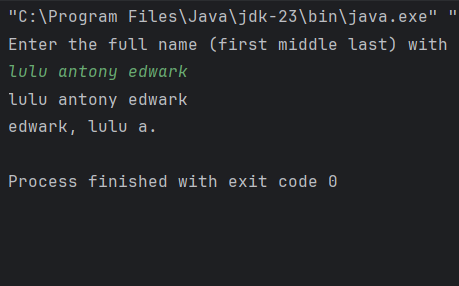 "C:\Program Files\Java\jdk-23\bin\java.exe" "
Enter the full name (first middle last) with
lulu antony edwark
lulu antony edwark
edwark, lulu a.
Process finished with exit code 0